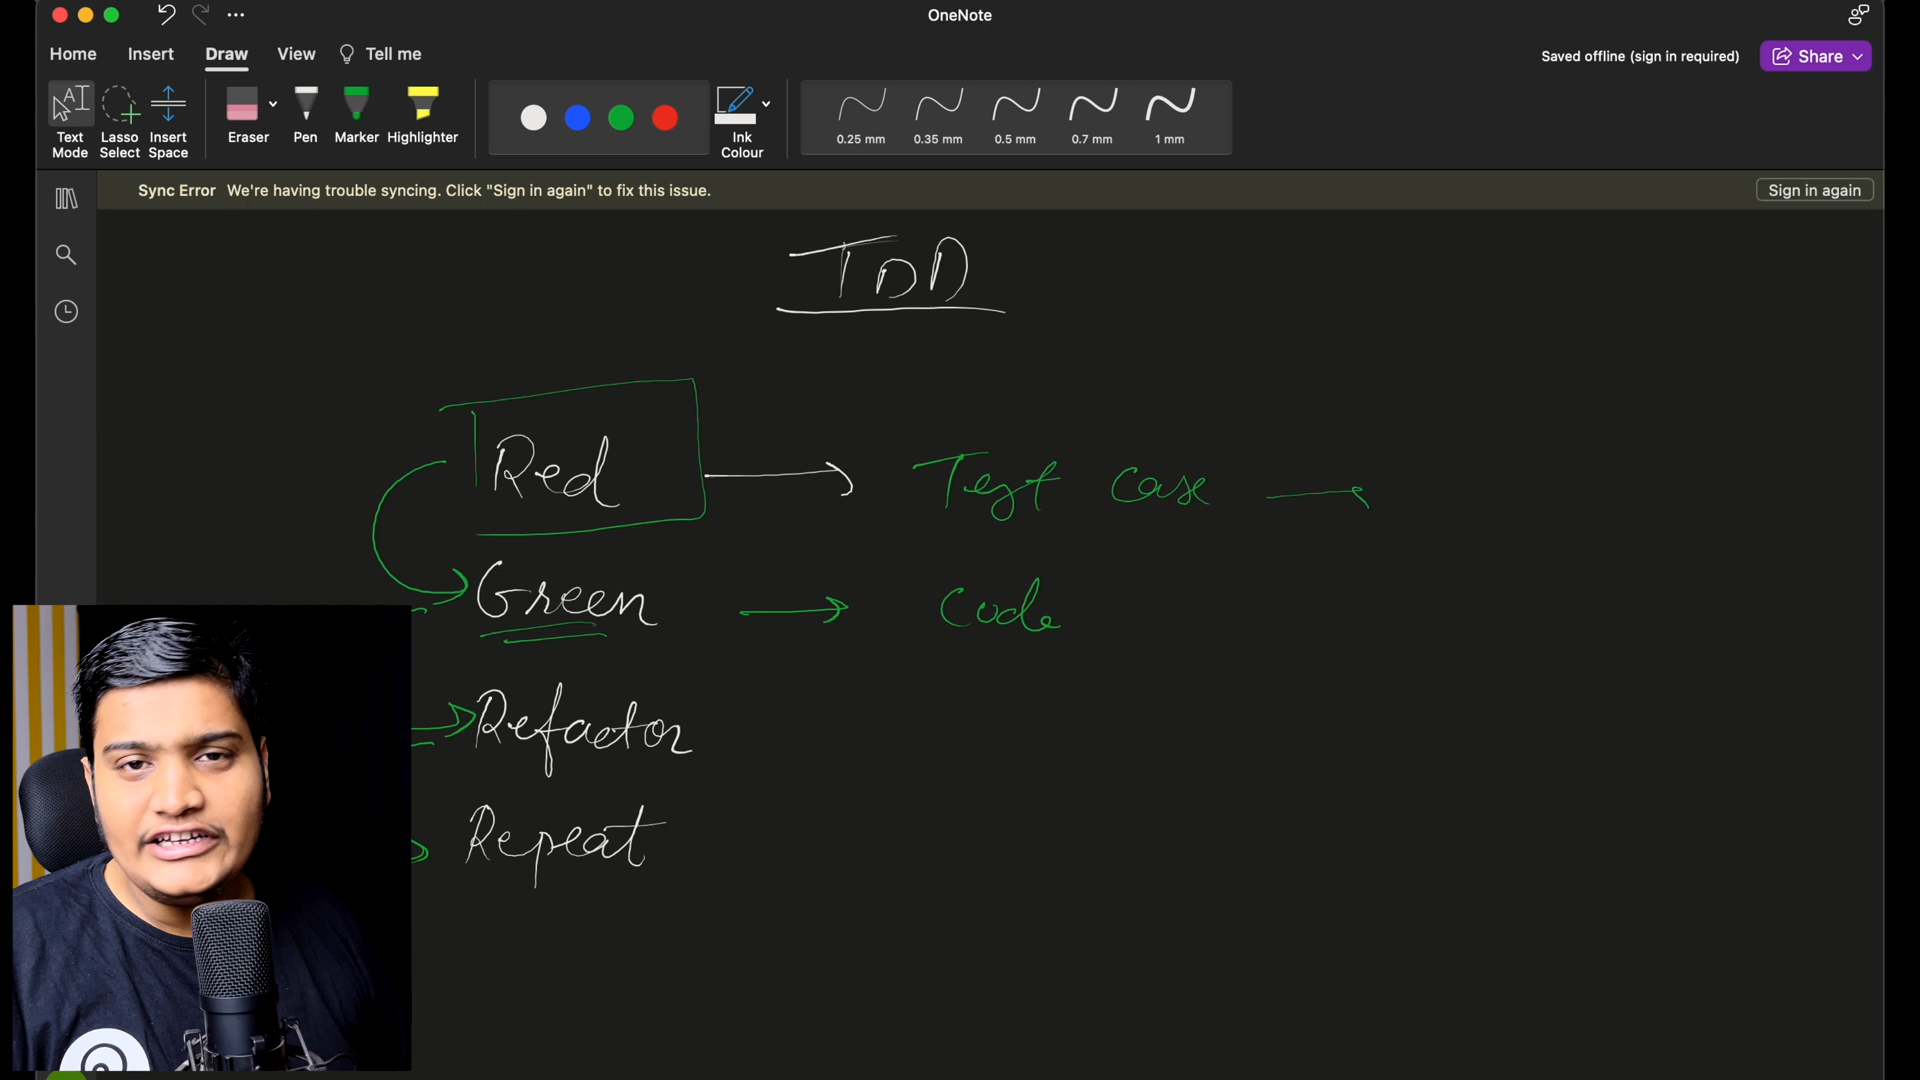 OneNote
Home Insert Draw View Tell me
Saved offline (sign in required) Share
Text Mode
Lasso Select
Insert Space
Eraser
Pen
Marker
Highlighter
Ink Colour
0.25 mm 0.35 mm 0.5 mm 0.7 mm 1 mm
Sync Error We're having trouble syncing. Click "Sign in again" to fix this issue. Sign in again
TDD
Red → Test Case →
Green → Code
Refactor
Repeat